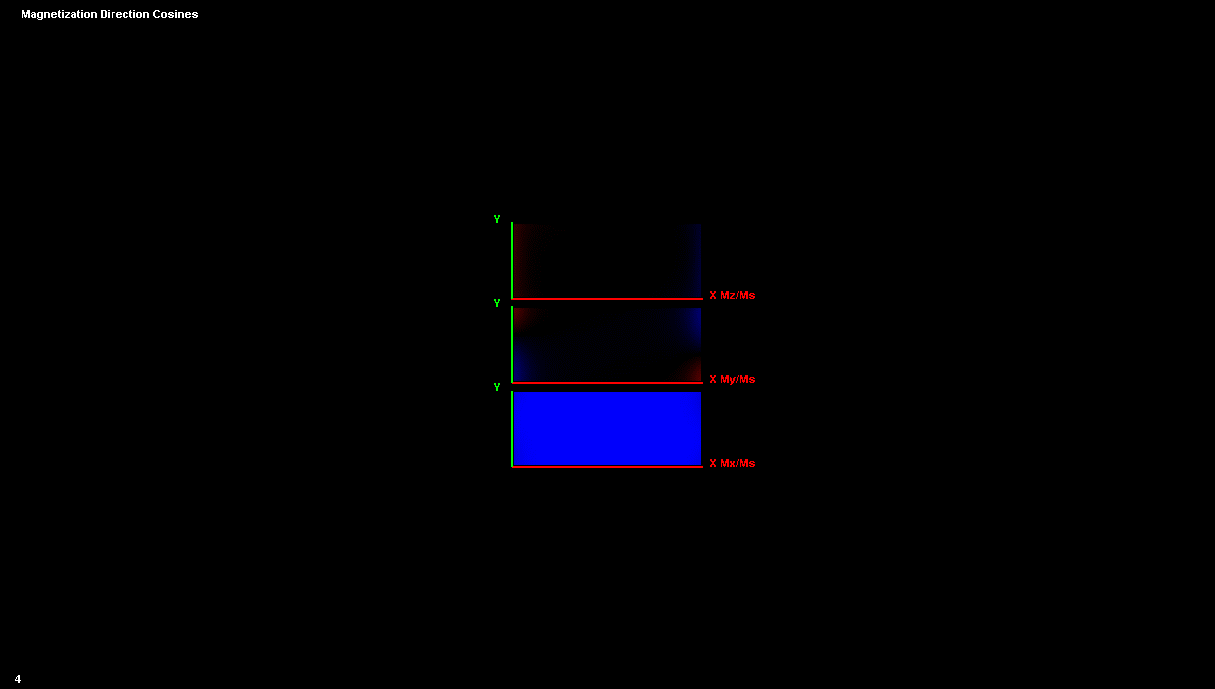 Magnetization Direction Cosines
Y
X Mz/Ms
Y
X My/Ms
Y
X Mx/Ms
4